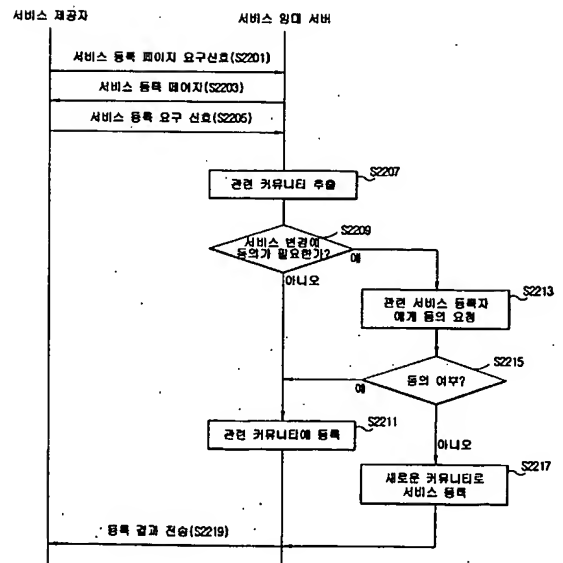 서비스 제공자
서비스 임대 서버
서비스 등록 페이지 요구신호(S2201)
서비스 등록 페이지(S2203)
서비스 등록 요구 신호(S2205)
관련 커뮤니티 추출
S2207
서비스 변경에
동의가 필요한가?
S2209
예
아니오
관련 서비스 등록자
에게 동의 요청
S2213
동의 여부?
S2215
예
아니오
관련 커뮤니티에 등록
S2211
새로운 커뮤니티로
서비스 등록
S2217
등록 결과 전송(S2219)